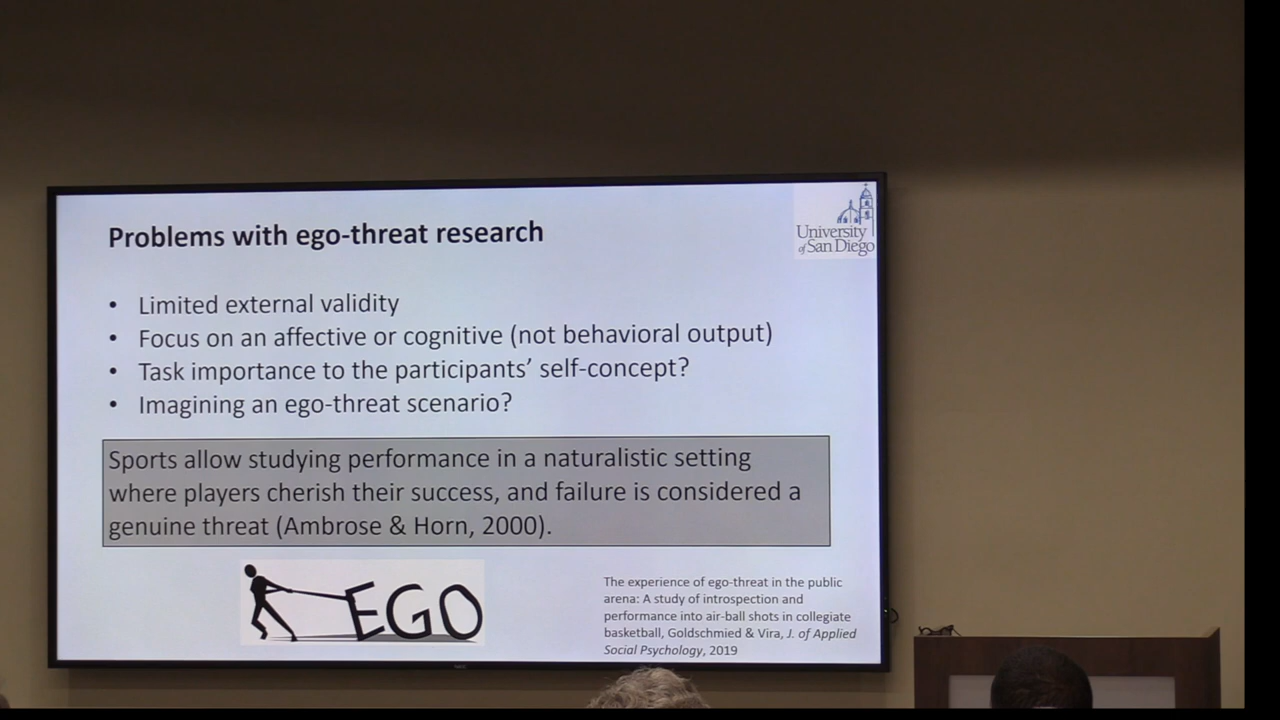 Problems with ego-threat research
University
of San Diego
• Limited external validity
• Focus on an affective or cognitive (not behavioral output)
• Task importance to the participants’ self-concept?
• Imagining an ego-threat scenario?
Sports allow studying performance in a naturalistic setting
where players cherish their success, and failure is considered a
genuine threat (Ambrose & Horn, 2000).
EGO
The experience of ego-threat in the public
arena: A study of introspection and
performance into air-ball shots in collegiate
basketball, Goldschmied & Vira, J. of Applied
Social Psychology, 2019